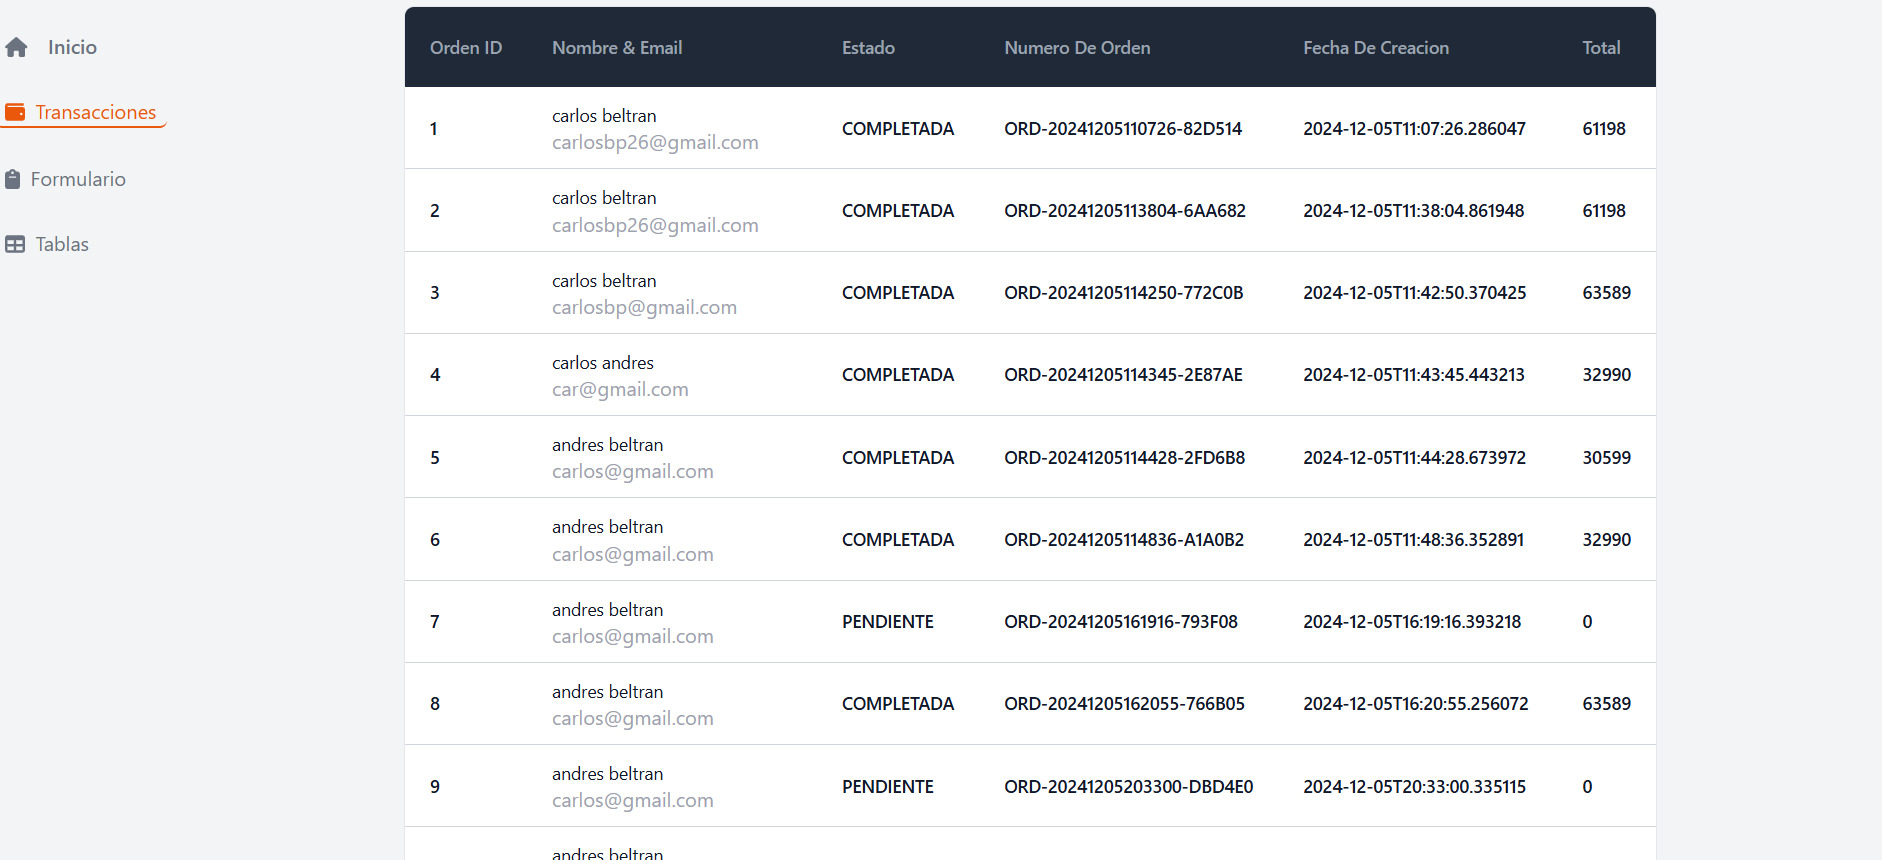 Inicio
Transacciones
Formulario
Tablas
Orden ID Nombre & Email Estado Numero De Orden Fecha De Creacion Total
1 carlos beltran COMPLETADA ORD-20241205110726-82D514 2024-12-05T11:07:26.286047 61198
carlosbp26@gmail.com
2 carlos beltran COMPLETADA ORD-20241205113804-6AA682 2024-12-05T11:38:04.861948 61198
carlosbp26@gmail.com
3 carlos beltran COMPLETADA ORD-20241205114250-772C0B 2024-12-05T11:42:50.370425 63589
carlosbp@gmail.com
4 carlos andres COMPLETADA ORD-20241205114345-2E87AE 2024-12-05T11:43:45.443213 32990
car@gmail.com
5 andres beltran COMPLETADA ORD-20241205114428-2FD6B8 2024-12-05T11:44:28.673972 30599
carlos@gmail.com
6 andres beltran COMPLETADA ORD-20241205114836-A1A0B2 2024-12-05T11:48:36.352891 32990
carlos@gmail.com
7 andres beltran PENDIENTE ORD-20241205161916-793F08 2024-12-05T16:19:16.393218 0
carlos@gmail.com
8 andres beltran COMPLETADA ORD-20241205162055-766B05 2024-12-05T16:20:55.256072 63589
carlos@gmail.com
9 andres beltran PENDIENTE ORD-20241205203300-DBD4E0 2024-12-05T20:33:00.335115 0
carlos@gmail.com
andres beltran